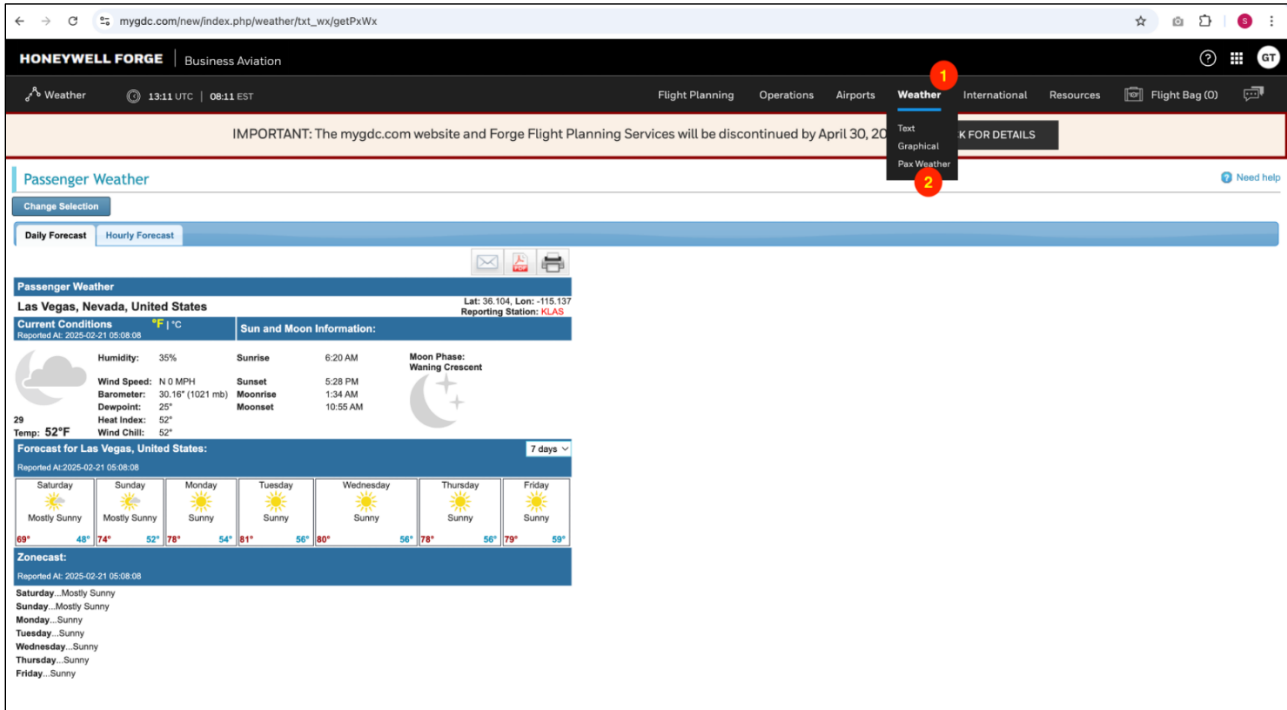 mygdc.com/new/index.php/weather/txt_wx/getPxWx
S
HONEYWELL FORGE | Business Aviation
? GT
Weather 13:11 UTC | 08:11 EST Flight Planning Operations Airports Weather International Resources Flight Bag (0)
1
IMPORTANT: The mygdc.com website and Forge Flight Planning Services will be discontinued by April 30, 20 K FOR DETAILS
Text
Graphical
Pax Weather
2
Passenger Weather
? Need help
Change Selection
Daily Forecast Hourly Forecast
PDF
Passenger Weather
Las Vegas, Nevada, United States
Lat: 36.104, Lon: -115.137
Reporting Station: KLAS
Current Conditions °F | °C
Reported At: 2025-02-21 05:08:08
Sun and Moon Information:
Humidity: 35%
Wind Speed: N 0 MPH
Barometer: 30.16" (1021 mb)
Dewpoint: 25°
Heat Index: 52°
Wind Chill: 52°
29
Temp: 52°F
Sunrise 6:20 AM
Sunset 5:28 PM
Moonrise 1:34 AM
Moonset 10:55 AM
Moon Phase:
Waning Crescent
Forecast for Las Vegas, United States:
7 days
Reported At:2025-02-21 05:08:08
Saturday Sunday Monday Tuesday Wednesday Thursday Friday
Mostly Sunny Mostly Sunny Sunny Sunny Sunny Sunny Sunny
69° 48° 74° 52° 78° 54° 81° 56° 80° 56° 78° 56° 79° 59°
Zonecast:
Reported At: 2025-02-21 05:08:08
Saturday...Mostly Sunny
Sunday...Mostly Sunny
Monday...Sunny
Tuesday...Sunny
Wednesday...Sunny
Thursday...Sunny
Friday...Sunny